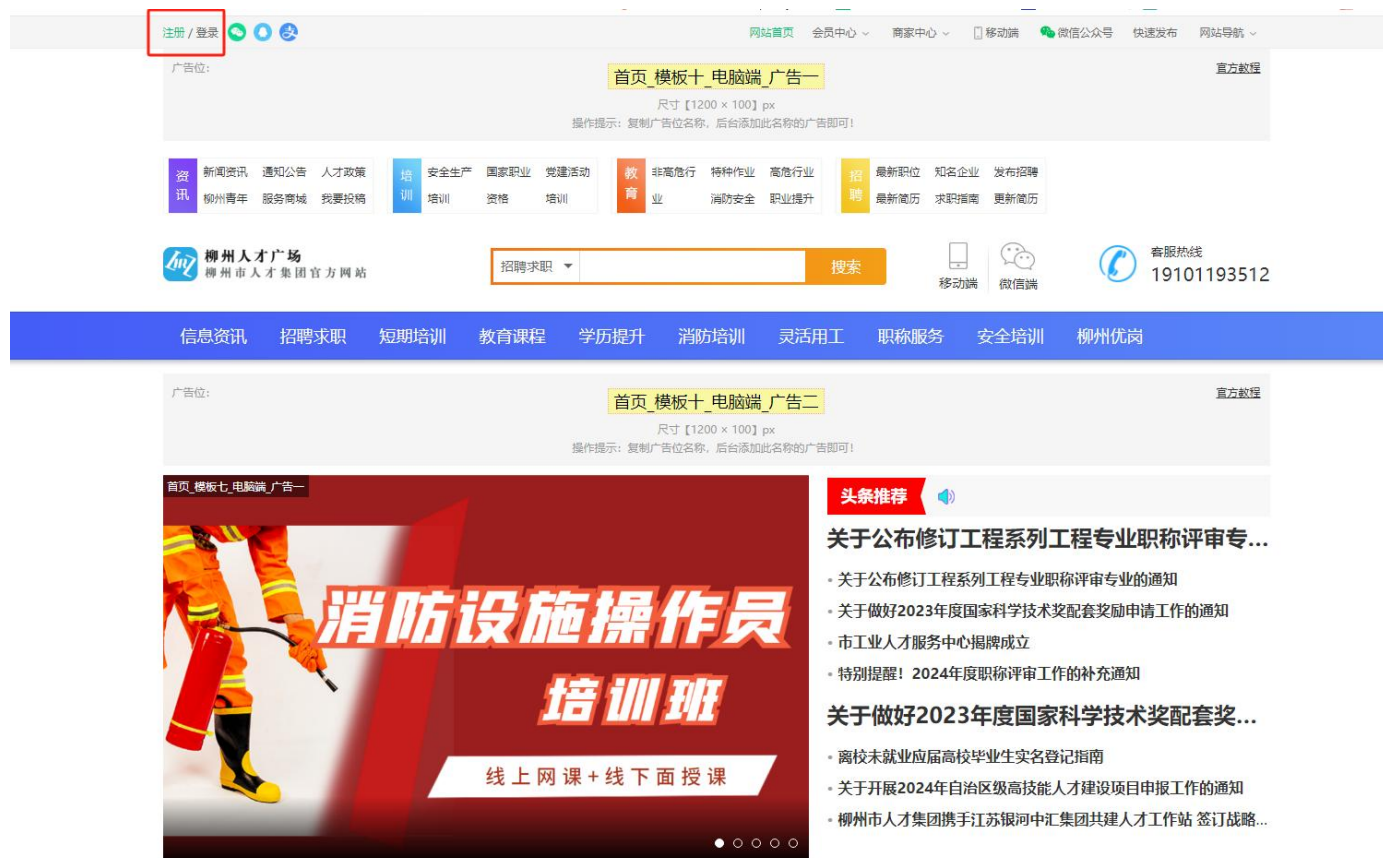 注册 / 登录
网站首页 会员中心 商家中心 移动端 微信公众号 快速发布 网站导航
广告位:
首页_模板十_电脑端_广告一
官方教程
尺寸【1200 × 100】px
操作提示：复制广告位名称，后台添加此名称的广告即可!
资讯
新闻资讯 通知公告 人才政策
柳州青年 服务商城 我要投稿
培训
安全生产培训 国家职业资格 党建活动培训
教育
非高危行业 特种作业 高危行业
消防安全 职业提升
招聘
最新职位 知名企业 发布招聘
最新简历 求职指南 更新简历
柳州人才广场
柳州市人才集团官方网站
招聘求职
搜索
移动端
微信端
客服热线
19101193512
信息资讯 招聘求职 短期培训 教育课程 学历提升 消防培训 灵活用工 职称服务 安全培训 柳州优岗
广告位:
首页_模板十_电脑端_广告二
官方教程
尺寸【1200 × 100】px
操作提示：复制广告位名称，后台添加此名称的广告即可!
首页_模板七_电脑端_广告一
消防设施操作员
培训班
线上网课+线下面授课
头条推荐
关于公布修订工程系列工程专业职称评审专...
关于公布修订工程系列工程专业职称评审专业的通知
关于做好2023年度国家科学技术奖配套奖励申请工作的通知
市工业人才服务中心揭牌成立
特别提醒！2024年度职称评审工作的补充通知
关于做好2023年度国家科学技术奖配套奖...
离校未就业应届高校毕业生实名登记指南
关于开展2024年自治区级高技能人才建设项目申报工作的通知
柳州市人才集团携手江苏银河中汇集团共建人才工作站 签订战略...